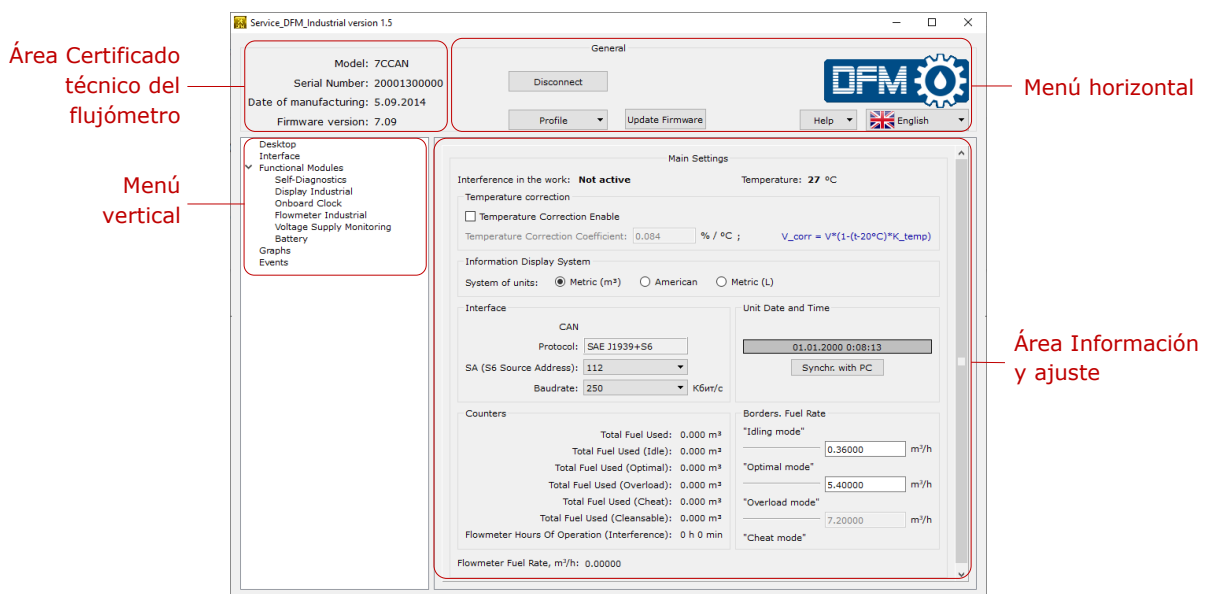 Service_DFM_Industrial version 1.5
Área Certificado
técnico del
flujómetro
Model: 7CCAN
Serial Number: 20001300000
Date of manufacturing: 5.09.2014
Firmware version: 7.09
General
Disconnect
Profile
Update Firmware
DFM
Help
English
Menú horizontal
Menú
vertical
Desktop
Interface
Functional Modules
Self-Diagnostics
Display Industrial
Onboard Clock
Flowmeter Industrial
Voltage Supply Monitoring
Battery
Graphs
Events
Main Settings
Interference in the work: Not active
Temperature: 27 ºC
Temperature correction
Temperature Correction Enable
Temperature Correction Coefficient: 0.084 % / ºC ; V_corr = V*(1-(t-20ºC)*K_temp)
Information Display System
System of units: Metric (m³) American Metric (L)
Interface
CAN
Protocol: SAE J1939+S6
SA (S6 Source Address): 112
Baudrate: 250 Кбит/с
Unit Date and Time
01.01.2000 0:08:13
Synchr. with PC
Área Información
y ajuste
Counters
Total Fuel Used: 0.000 m³
Total Fuel Used (Idle): 0.000 m³
Total Fuel Used (Optimal): 0.000 m³
Total Fuel Used (Overload): 0.000 m³
Total Fuel Used (Cheat): 0.000 m³
Total Fuel Used (Cleansable): 0.000 m³
Flowmeter Hours Of Operation (Interference): 0 h 0 min
Borders. Fuel Rate
"Idling mode"
0.36000 m³/h
"Optimal mode"
5.40000 m³/h
"Overload mode"
7.20000 m³/h
"Cheat mode"
Flowmeter Fuel Rate, m³/h: 0.00000